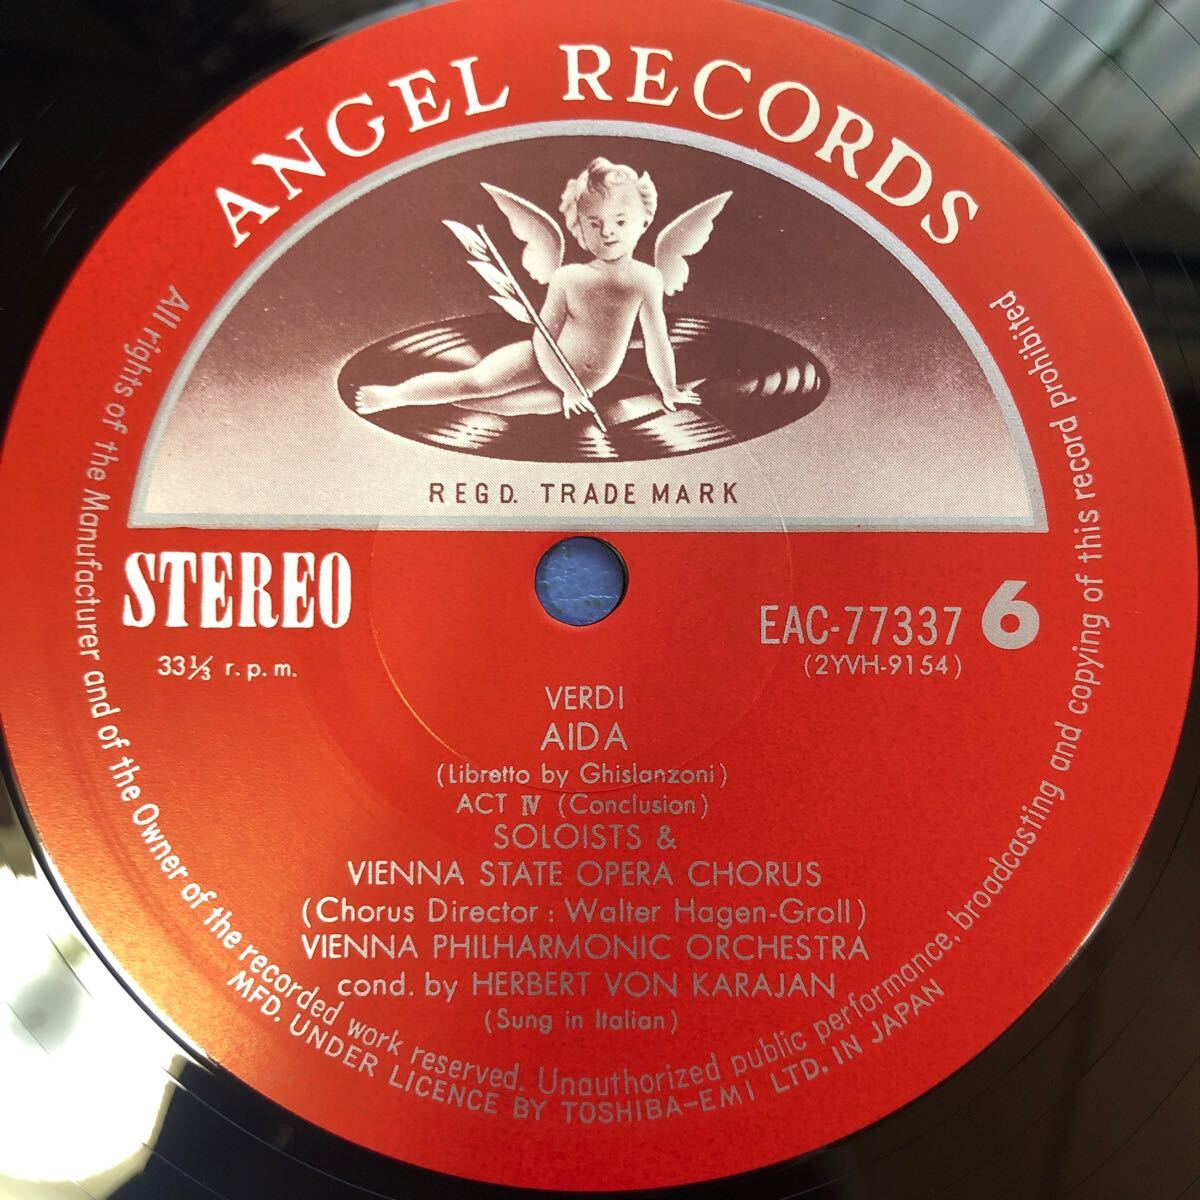 ANGEL RECORDS
REGD. TRADE MARK
STEREO
33⅓ r.p.m.
EAC-77337 6
(2YVH-9154)
VERDI
AIDA
(Libretto by Ghislanzoni)
ACT Ⅳ (Conclusion)
SOLOISTS &
VIENNA STATE OPERA CHORUS
(Chorus Director : Walter Hagen-Groll)
VIENNA PHILHARMONIC ORCHESTRA
cond. by HERBERT VON KARAJAN
(Sung in Italian)
All rights of the Manufacturer and of the Owner of the recorded work reserved. Unauthorized public performance, broadcasting and copying of this record prohibited
MFD. UNDER LICENCE BY TOSHIBA-EMI LTD. IN JAPAN